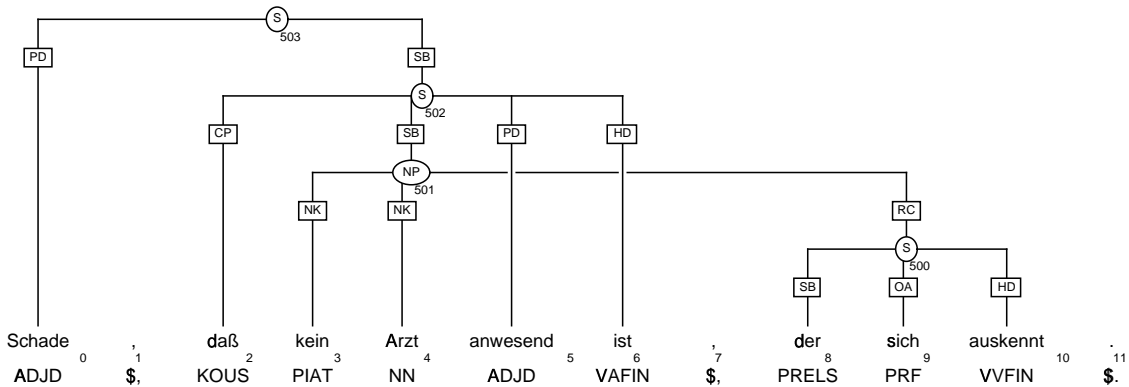 S
503
PD SB
S
502
CP SB PD HD
NP
501
NK NK RC
S
500
SB OA HD
Schade , daß kein Arzt anwesend ist , der sich auskennt .
0 1 2 3 4 5 6 7 8 9 10 11
ADJD $, KOUS PIAT NN ADJD VAFIN $, PRELS PRF VVFIN $.